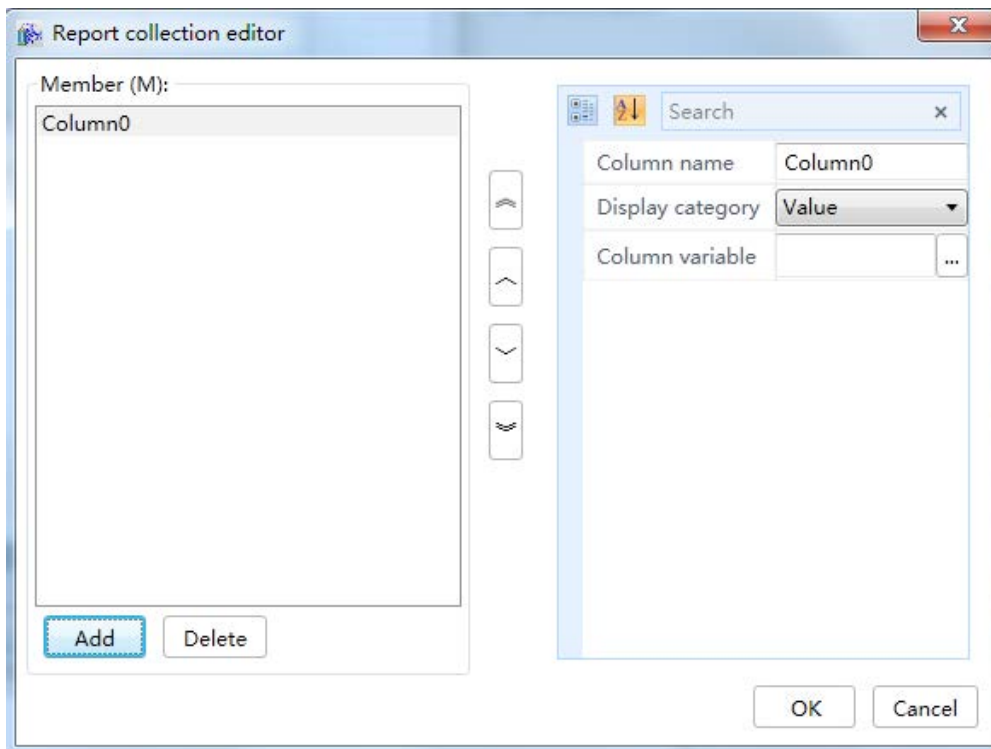 Report collection editor
Member (M):
Column0
Search
Column name Column0
Display category Value
Column variable ...
Add Delete
OK Cancel